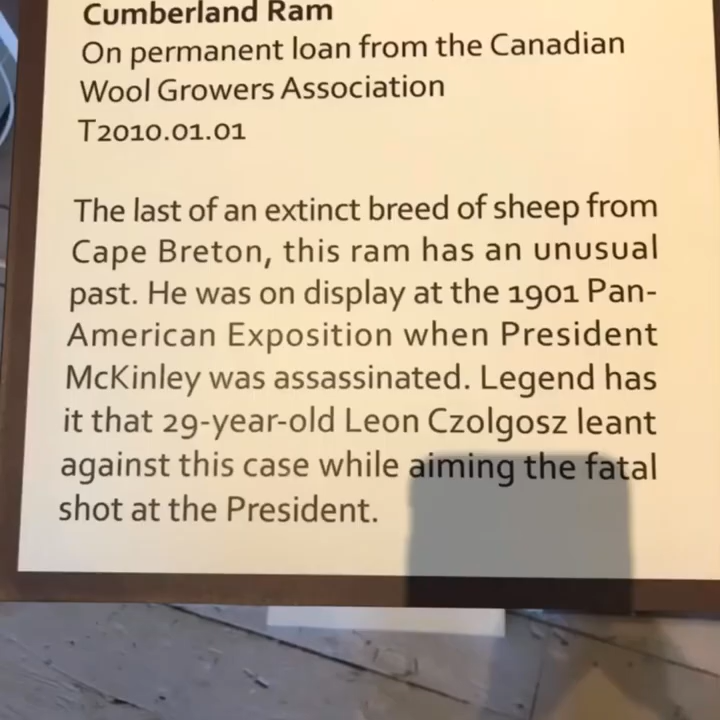 Cumberland Ram
On permanent loan from the Canadian
Wool Growers Association
T2010.01.01
The last of an extinct breed of sheep from
Cape Breton, this ram has an unusual
past. He was on display at the 1901 Pan-
American Exposition when President
McKinley was assassinated. Legend has
it that 29-year-old Leon Czolgosz leant
against this case while aiming the fatal
shot at the President.